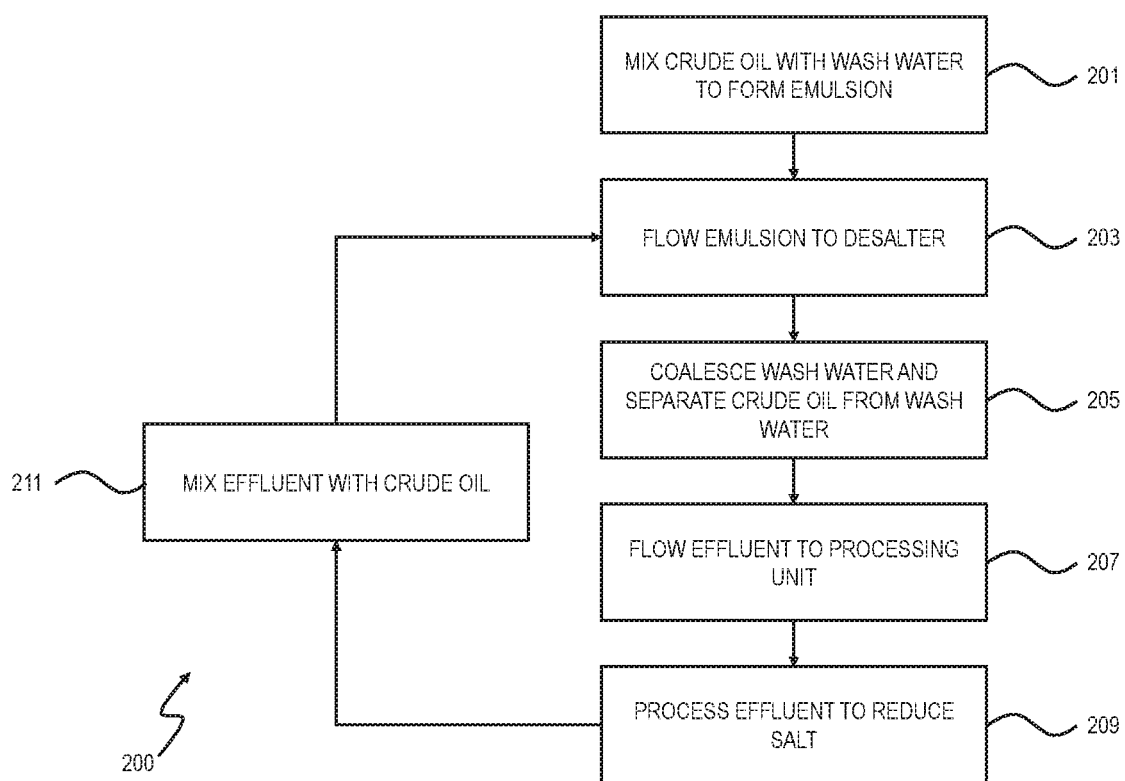 MIX CRUDE OIL WITH WASH WATER
TO FORM EMULSION
201
FLOW EMULSION TO DESALTER
203
COALESCE WASH WATER AND
SEPARATE CRUDE OIL FROM WASH
WATER
205
211
MIX EFFLUENT WITH CRUDE OIL
FLOW EFFLUENT TO PROCESSING
UNIT
207
PROCESS EFFLUENT TO REDUCE
SALT
209
200